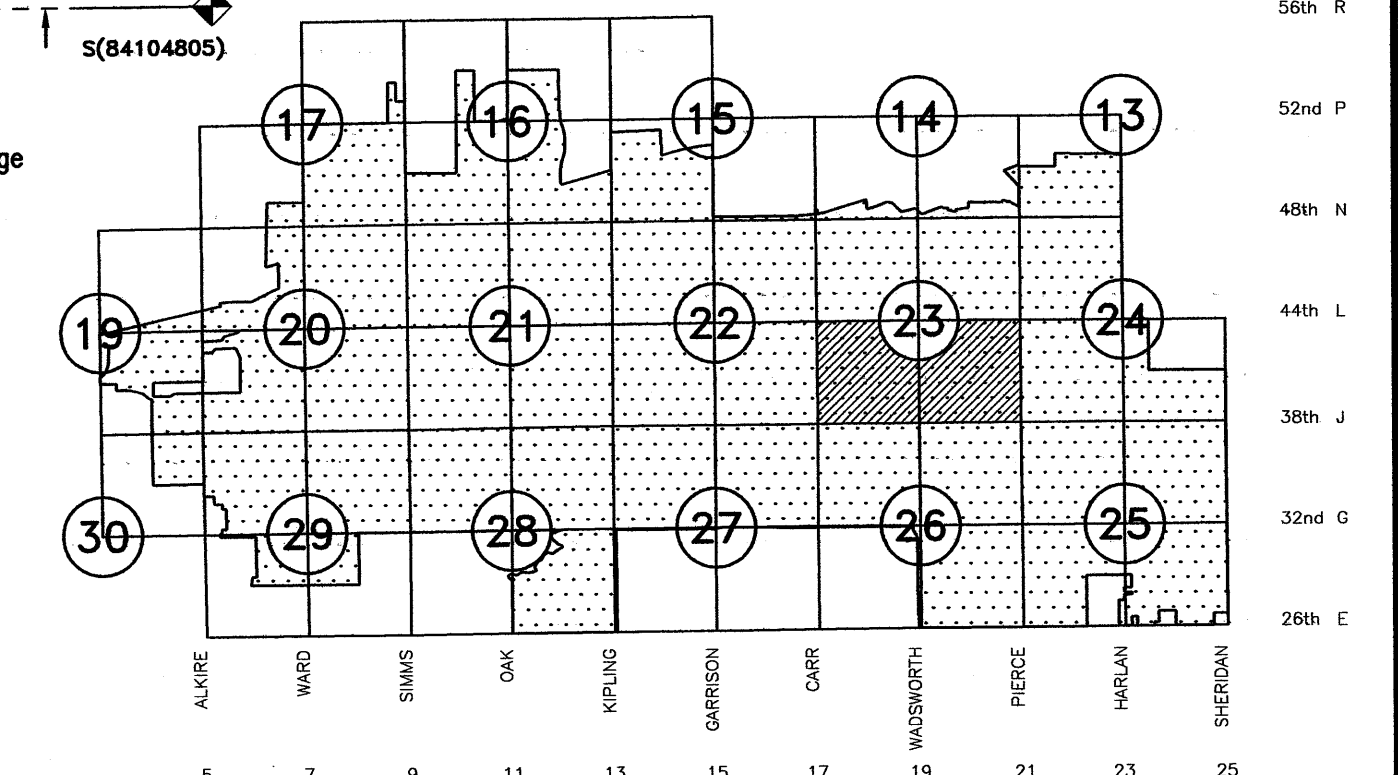 56th R
S(84104805)
17 16 15 14 13
52nd P
ge
48th N
44th L
19 20 21 22 23 24
38th J
32nd G
30 29 28 27 26 25
26th E
ALKIRE WARD SIMMS OAK KIPLING GARRISON CARR WADSWORTH PIERCE HARLAN SHERIDAN
5 7 9 11 13 15 17 19 21 23 25